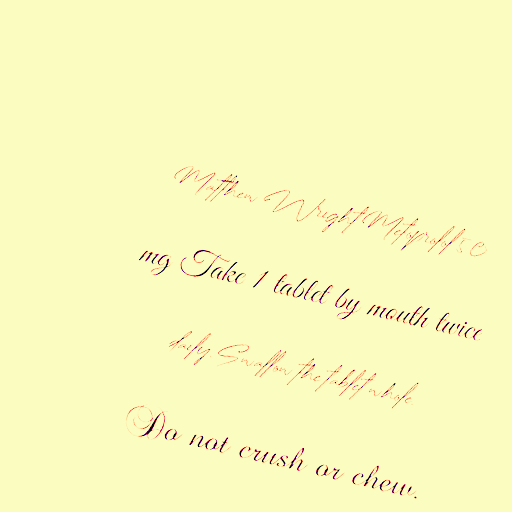 Matthew Wright Metoprolol 50
mg Take 1 tablet by mouth twice
daily Swallow the tablet whole
Do not crush or chew.